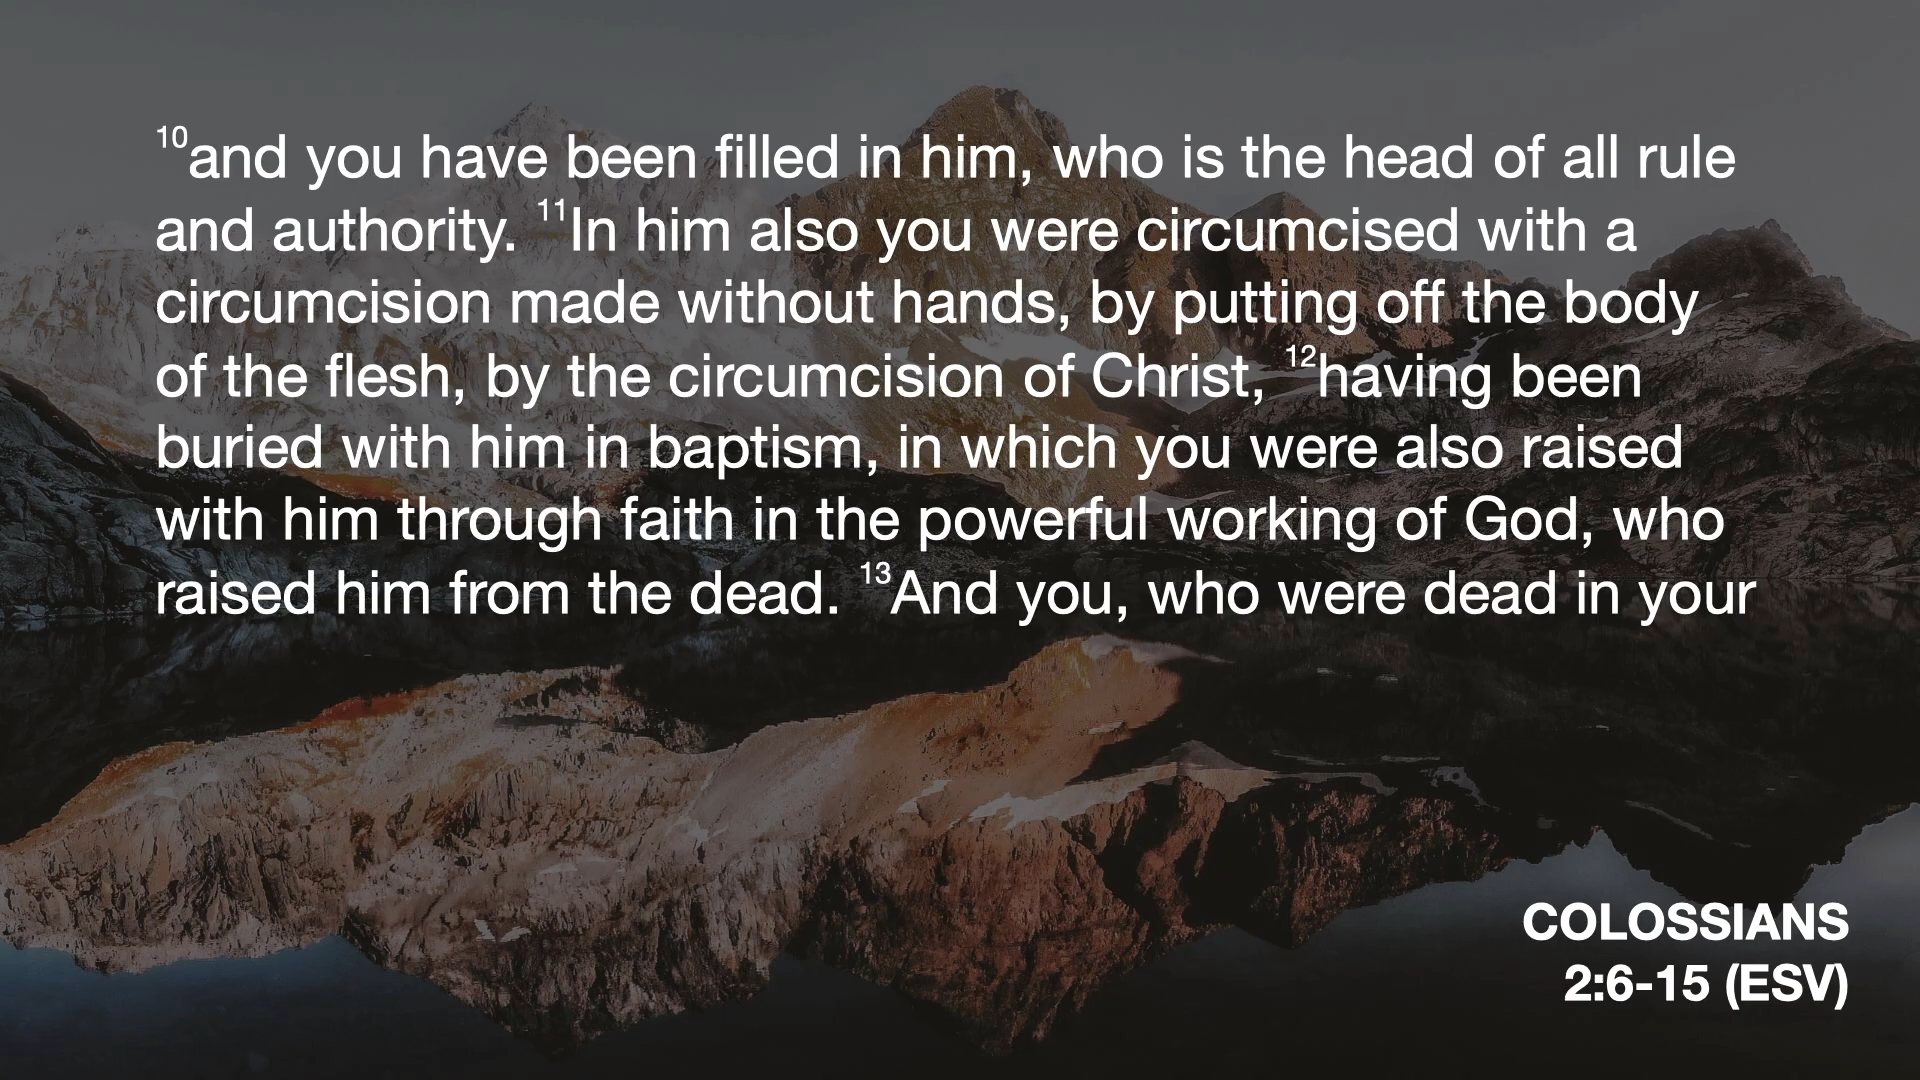 ¹⁰and you have been filled in him, who is the head of all rule
and authority. ¹¹In him also you were circumcised with a
circumcision made without hands, by putting off the body
of the flesh, by the circumcision of Christ, ¹²having been
buried with him in baptism, in which you were also raised
with him through faith in the powerful working of God, who
raised him from the dead. ¹³And you, who were dead in your
COLOSSIANS
2:6-15 (ESV)